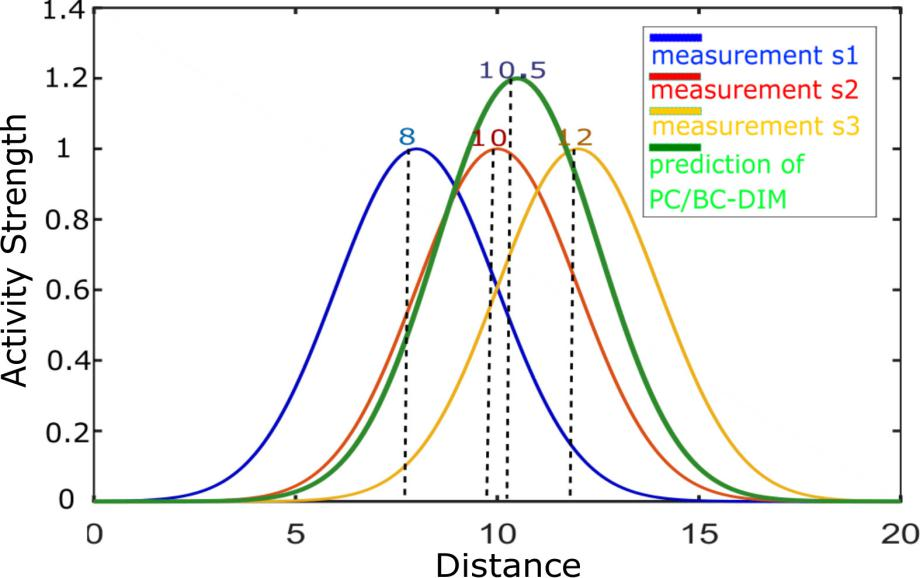 1.4
1.2
1
0.8
0.6
0.4
0.2
0
Activity Strength
10.5
8
10
12
measurement s1
measurement s2
measurement s3
prediction of
PC/BC-DIM
0
5
10
15
20
Distance